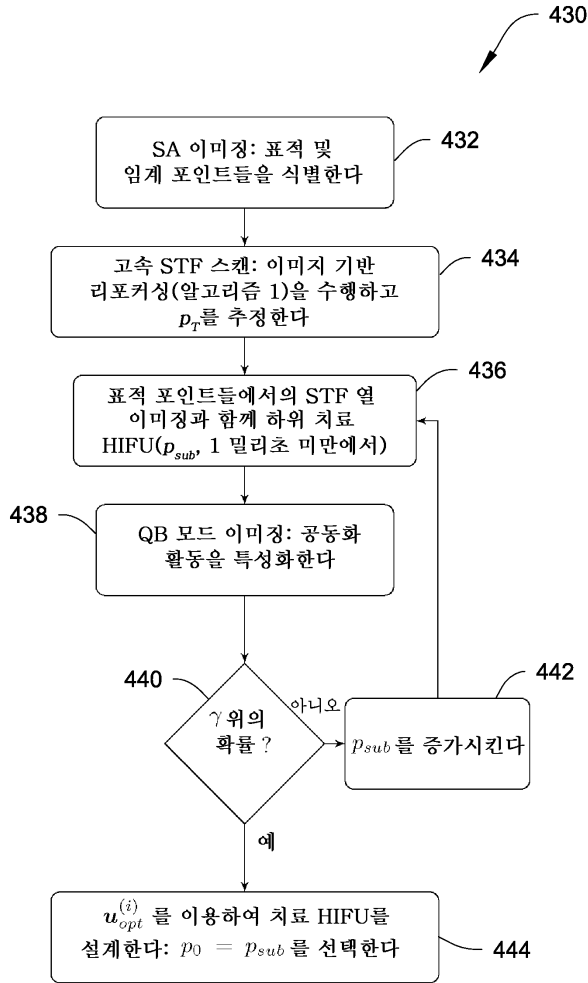 430
SA 이미징: 표적 및
임계 포인트들을 식별한다
432
고속 STF 스캔: 이미지 기반
리포커싱(알고리즘 1)을 수행하고
p_T를 추정한다
434
표적 포인트들에서의 STF 열
이미징과 함께 하위 치료
HIFU(p_sub, 1 밀리초 미만에서)
436
QB 모드 이미징: 공동화
활동을 특성화한다
438
γ 위의
확률 ?
440
아니오
p_sub 를 증가시킨다
442
예
u_opt^(i) 를 이용하여 치료 HIFU를
설계한다: p_0 = p_sub 를 선택한다
444